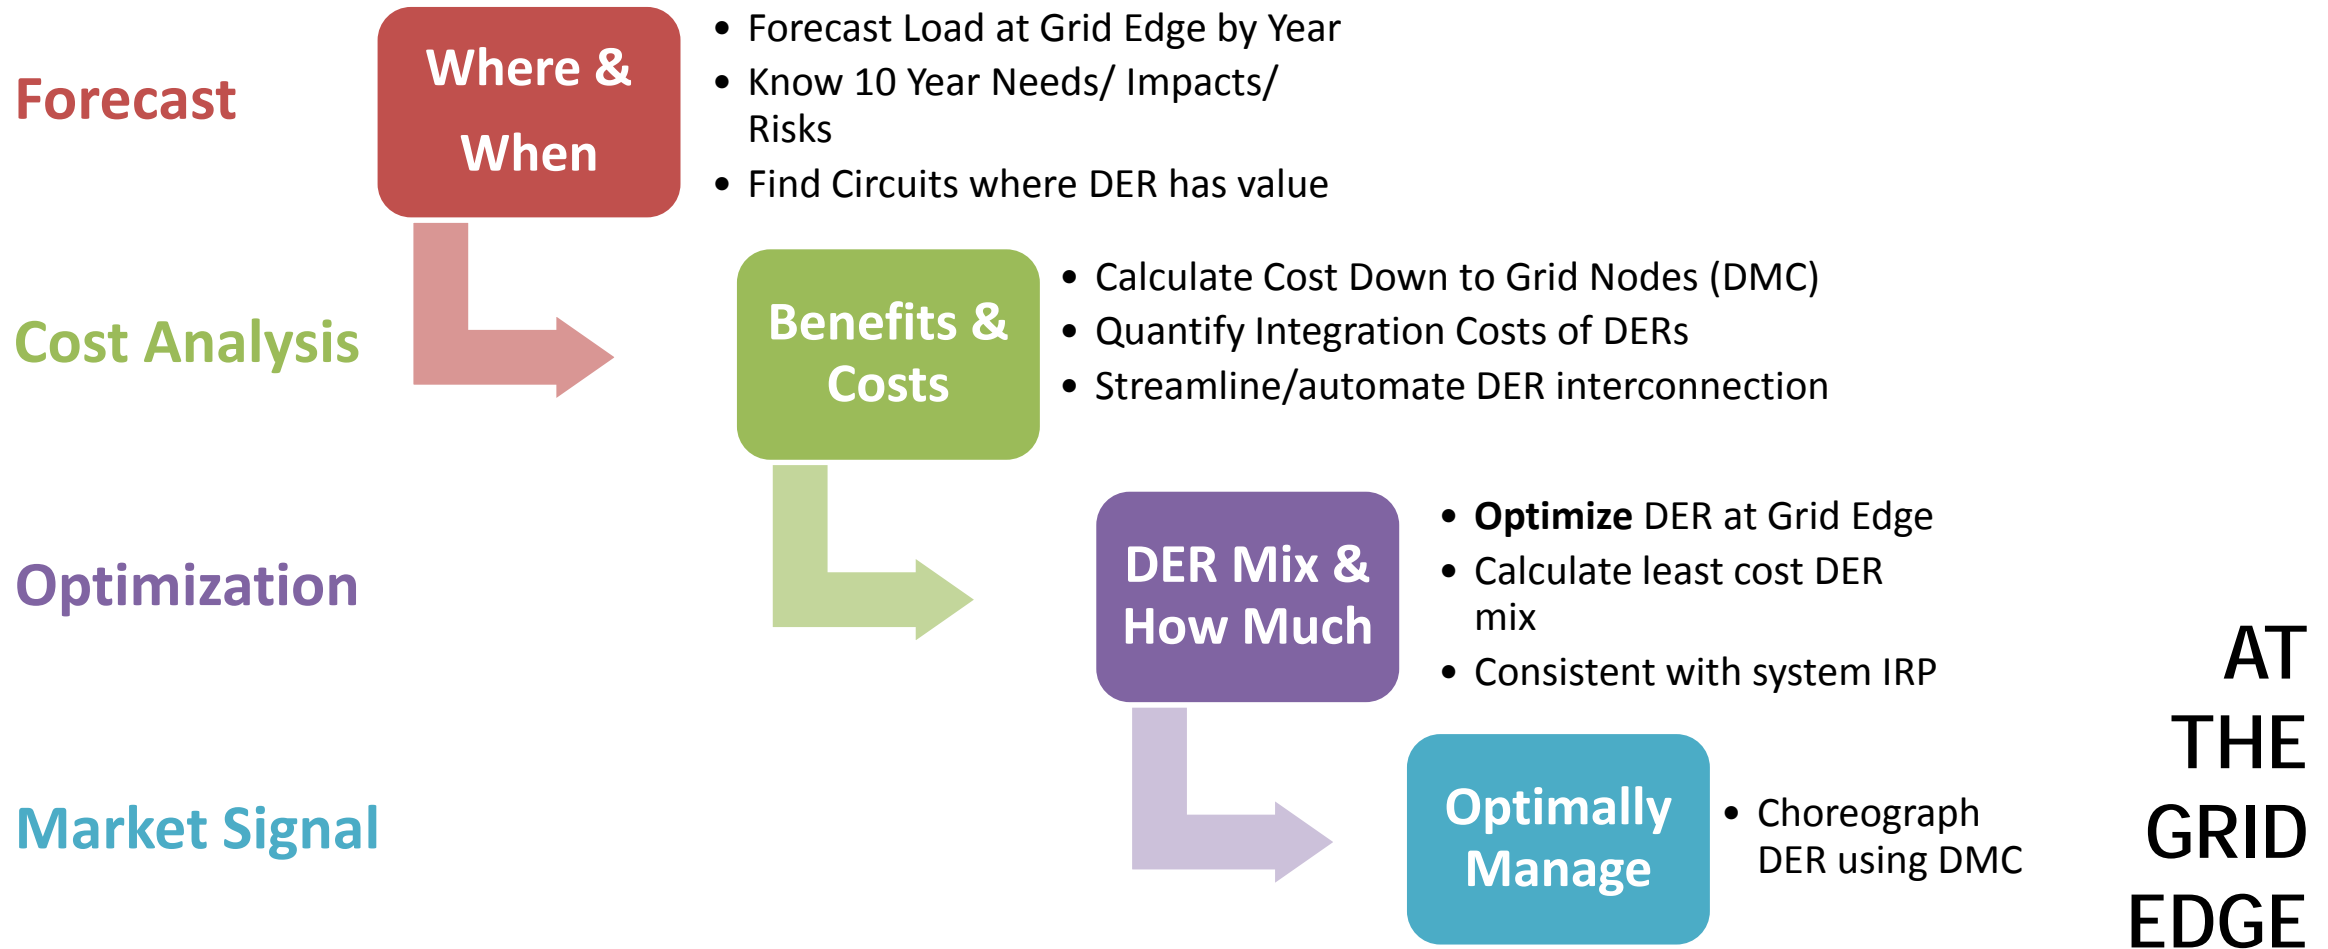 Forecast
Where &
When
• Forecast Load at Grid Edge by Year
• Know 10 Year Needs/ Impacts/
Risks
• Find Circuits where DER has value
Cost Analysis
Benefits &
Costs
• Calculate Cost Down to Grid Nodes (DMC)
• Quantify Integration Costs of DERs
• Streamline/automate DER interconnection
Optimization
DER Mix &
How Much
• Optimize DER at Grid Edge
• Calculate least cost DER
mix
• Consistent with system IRP
Market Signal
Optimally
Manage
• Choreograph
DER using DMC
AT
THE
GRID
EDGE